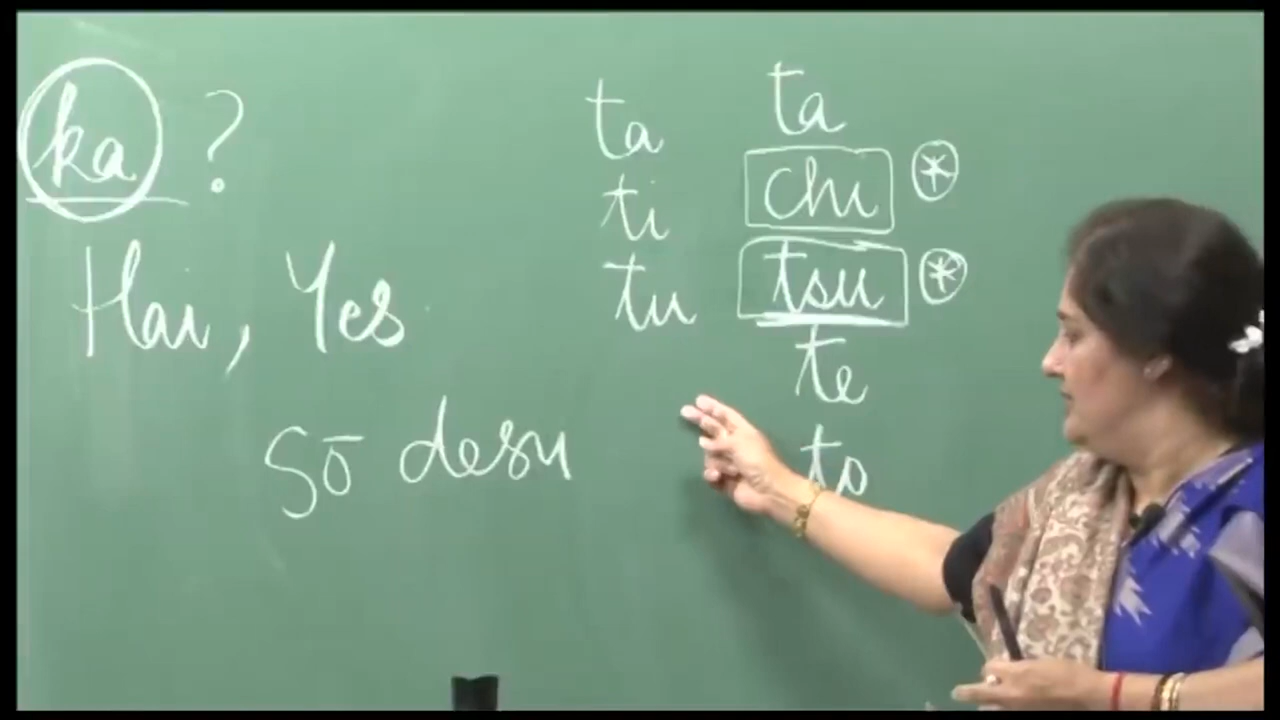 ka ?
Hai, Yes.
Sō desu
ta
ti
tu
ta
chi *
tsu *
te
to